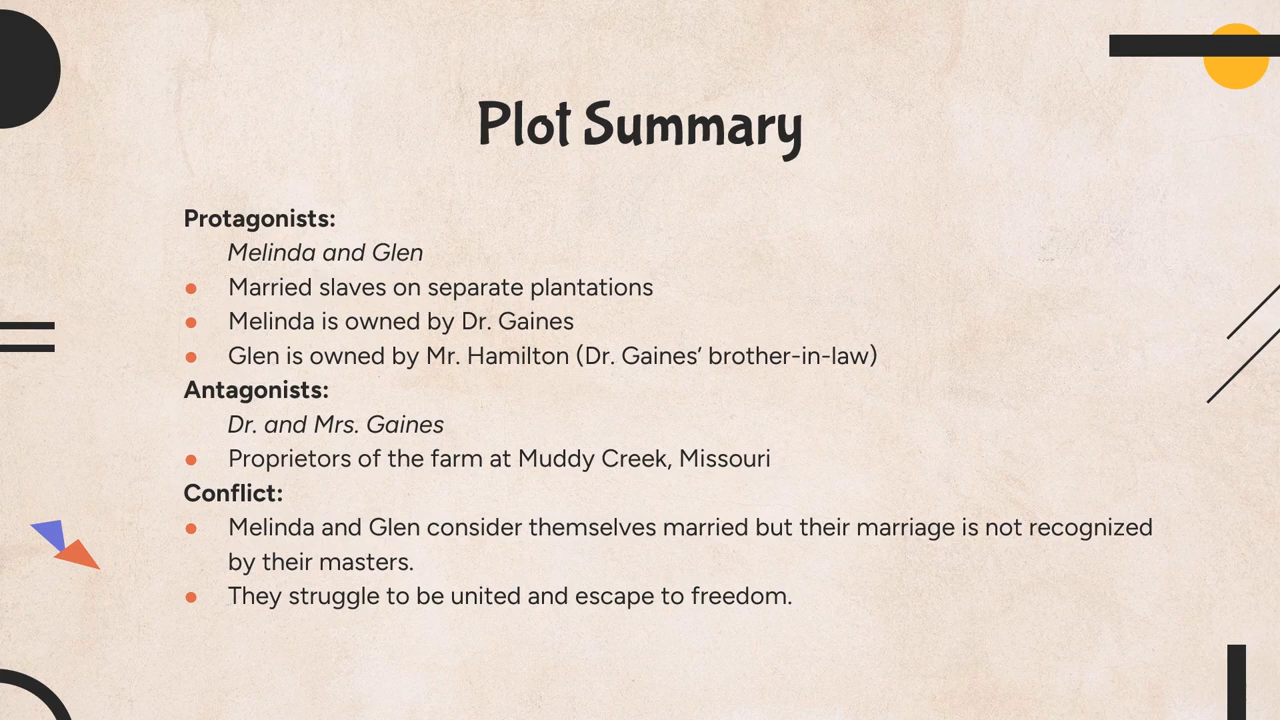 Plot Summary
Protagonists:
Melinda and Glen
● Married slaves on separate plantations
● Melinda is owned by Dr. Gaines
● Glen is owned by Mr. Hamilton (Dr. Gaines’ brother-in-law)
Antagonists:
Dr. and Mrs. Gaines
● Proprietors of the farm at Muddy Creek, Missouri
Conflict:
● Melinda and Glen consider themselves married but their marriage is not recognized
by their masters.
● They struggle to be united and escape to freedom.